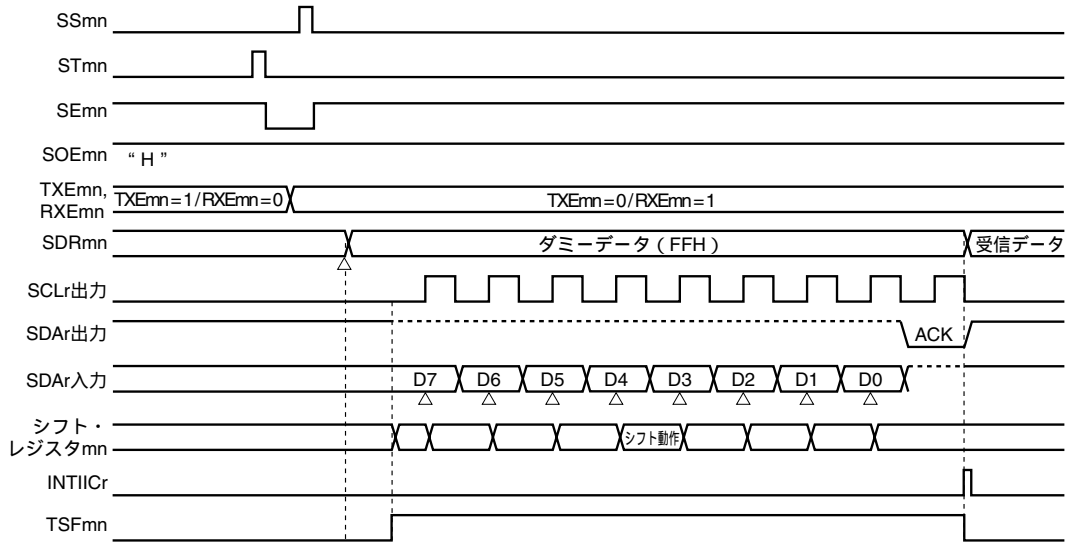 SSmn
STmn
SEmn
SOEmn “ H ”
TXEmn,
RXEmn
TXEmn=1/RXEmn=0 TXEmn=0/RXEmn=1
SDRmn ダミーデータ（FFH） 受信データ
SCLr出力
SDAr出力 ACK
SDAr入力 D7 D6 D5 D4 D3 D2 D1 D0
シフト・
レジスタmn シフト動作
INTIICr
TSFmn